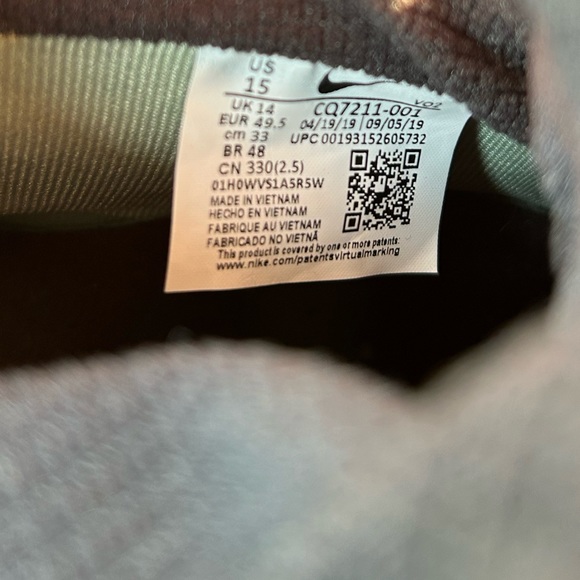 US
15
UK 14
EUR 49.5
cm 33
BR 48
CN 330(2.5)
01H0WVS1A5R5W
MADE IN VIETNAM
HECHO EN VIETNAM
FABRIQUE AU VIETNAM
FABRICADO NO VIETNÃ
VO2
CQ7211-001
04/19/19 | 09/05/19
UPC 00193152605732
This product is covered by one or more patents:
www.nike.com/patentsvirtualmarking